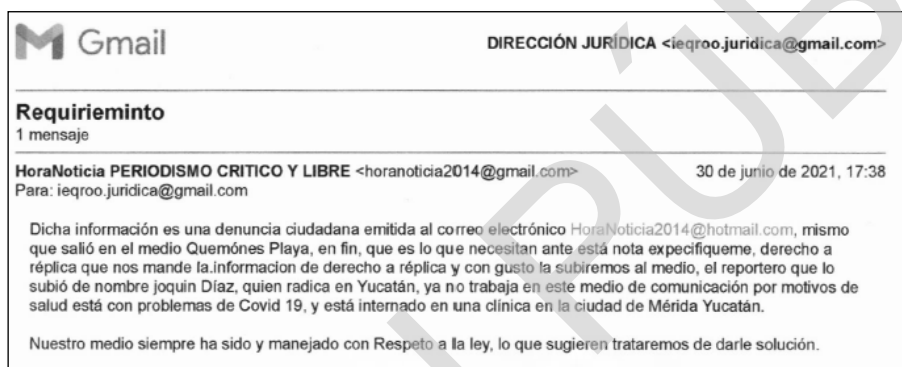 Gmail
DIRECCIÓN JURÍDICA <ieqroo.juridica@gmail.com>
Requirieminto
1 mensaje
HoraNoticia PERIODISMO CRITICO Y LIBRE <horanoticia2014@gmail.com> 30 de junio de 2021, 17:38
Para: ieqroo.juridica@gmail.com
Dicha información es una denuncia ciudadana emitida al correo electrónico HoraNoticia2014@hotmail.com, mismo
que salió en el medio Quemónes Playa, en fin, que es lo que necesitan ante está nota expecifiqueme, derecho a
réplica que nos mande la.informacion de derecho a réplica y con gusto la subiremos al medio, el reportero que lo
subió de nombre joquin Díaz, quien radica en Yucatán, ya no trabaja en este medio de comunicación por motivos de
salud está con problemas de Covid 19, y está internado en una clínica en la ciudad de Mérida Yucatán.
Nuestro medio siempre ha sido y manejado con Respeto a la ley, lo que sugieren trataremos de darle solución.